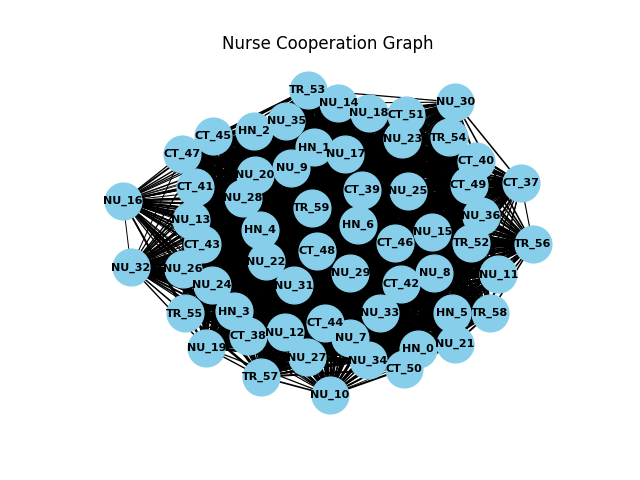 Nurse Cooperation Graph
TR_53
NU_14
NU_30
NU_18
CT_51
NU_35
HN_2
CT_45
NU_23
TR_54
HN_1
NU_17
CT_47
CT_40
NU_9
NU_20
CT_37
CT_49
CT_41
CT_39
NU_25
NU_28
NU_16
TR_59
NU_36
NU_13
HN_6
HN_4
NU_15
CT_46
TR_52
TR_56
CT_43
CT_48
NU_22
NU_32
NU_26
NU_29
NU_8
NU_11
NU_24
NU_31
CT_42
TR_55
HN_3
NU_33
HN_5
TR_58
CT_44
NU_12
CT_38
NU_7
NU_21
NU_19
HN_0
NU_27
NU_34
CT_50
TR_57
NU_10